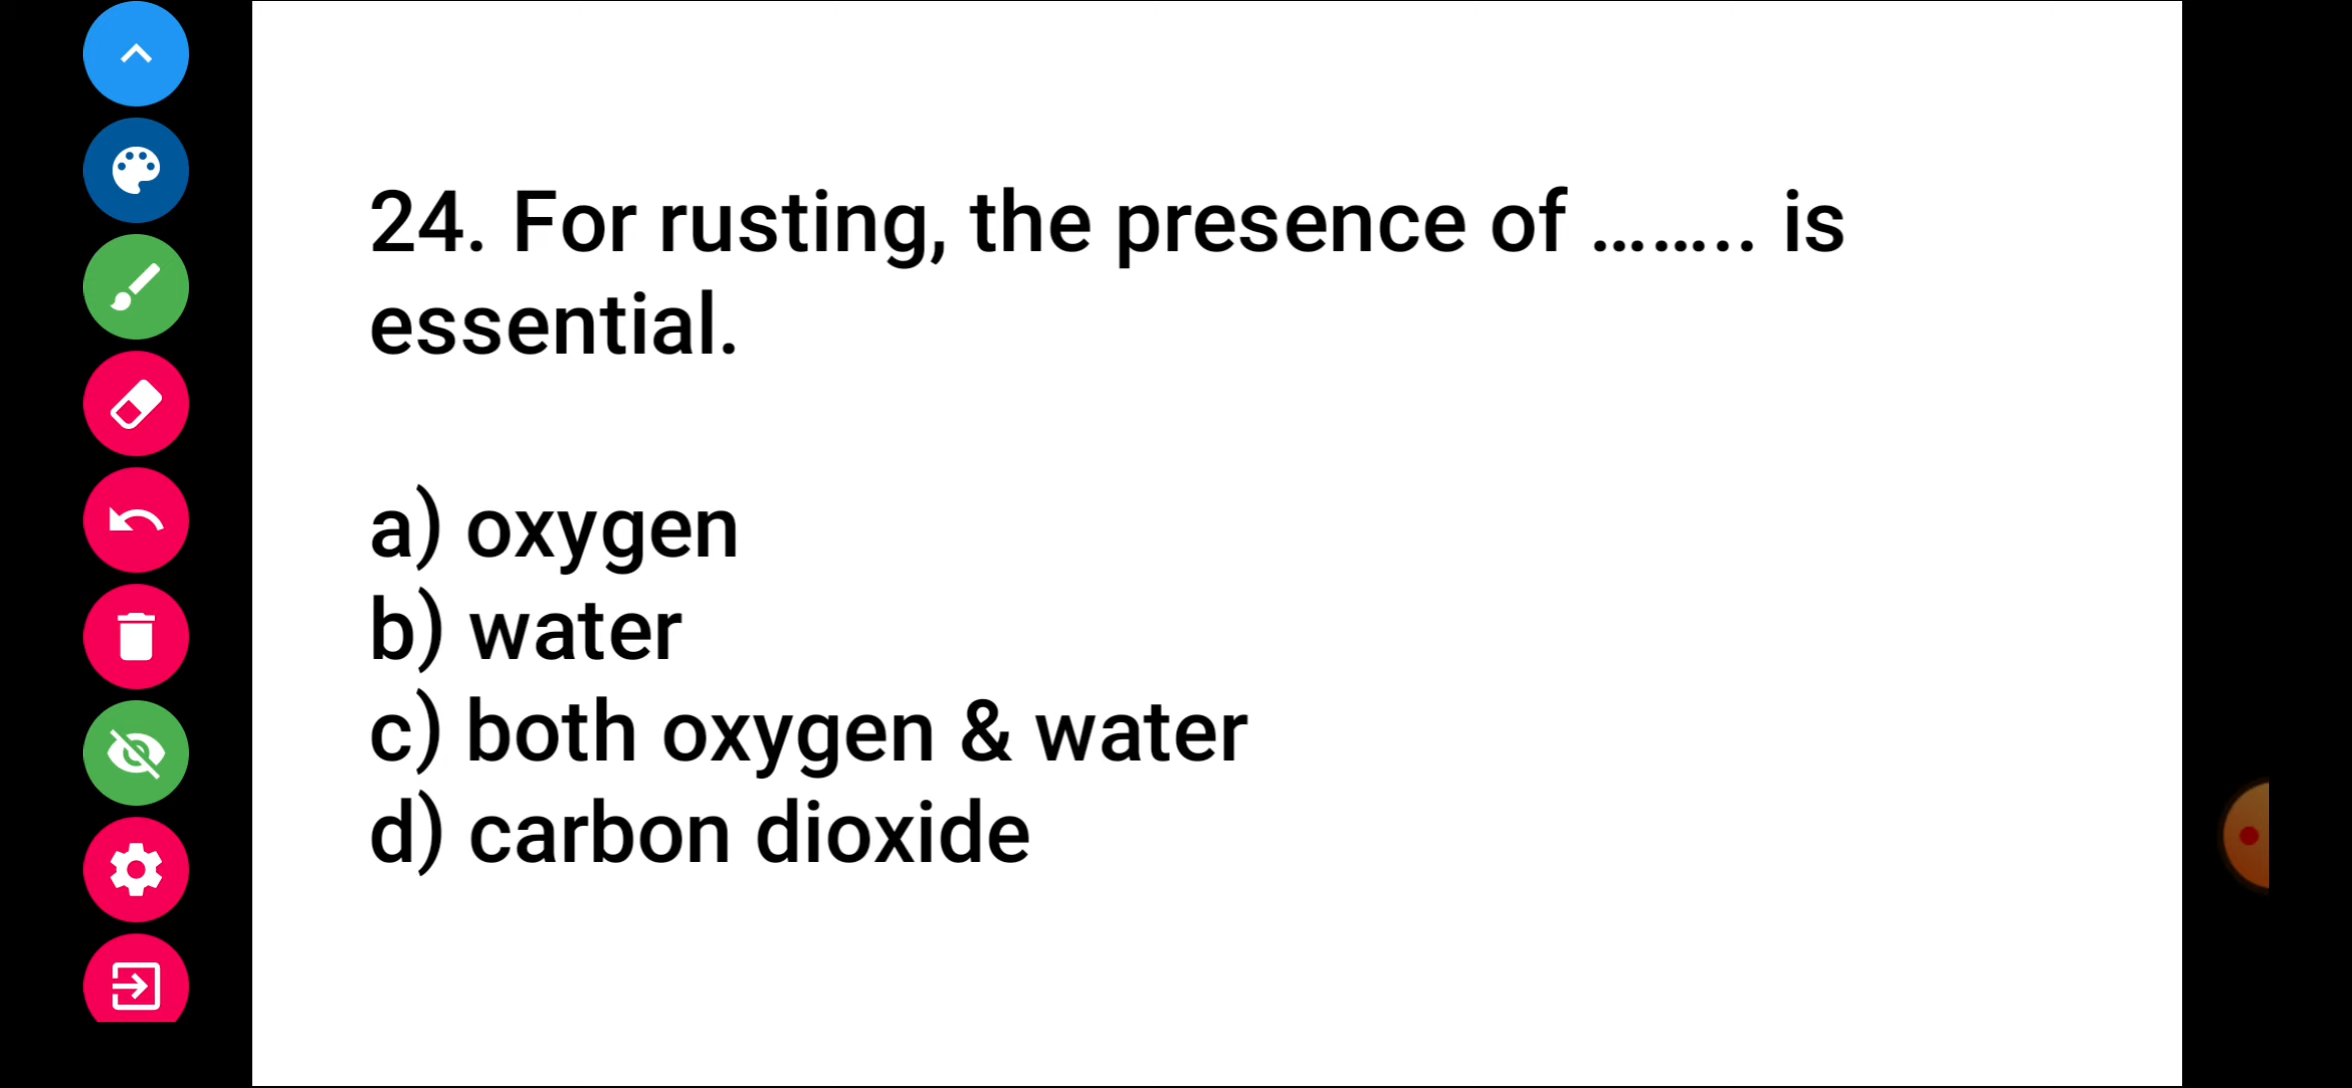 24. For rusting, the presence of …….. is
essential.
a) oxygen
b) water
c) both oxygen & water
d) carbon dioxide